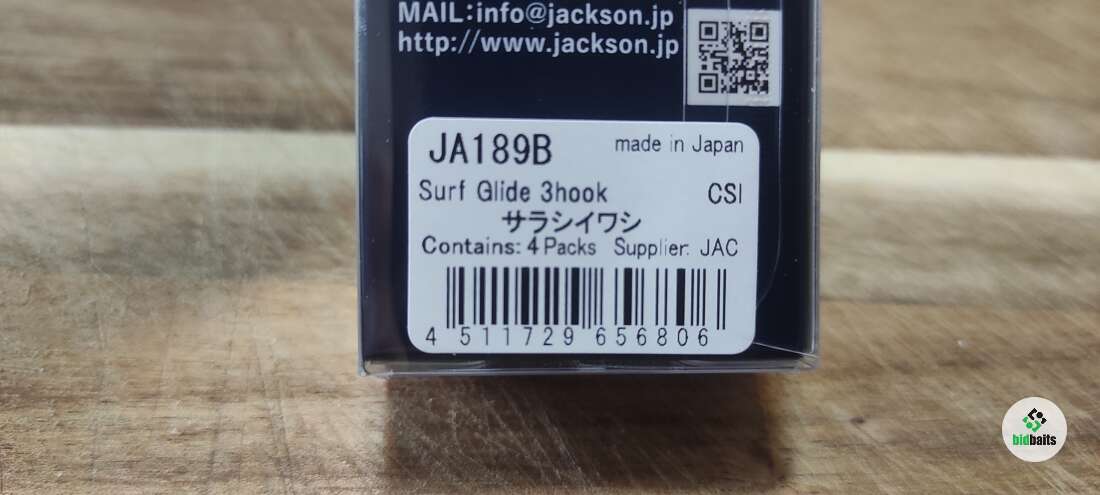 MAIL:info@jackson.jp
http://www.jackson.jp
JA189B made in Japan
Surf Glide 3hook CSI
サラシイワシ
Contains: 4 Packs Supplier: JAC
4 511729 656806
bidbaits